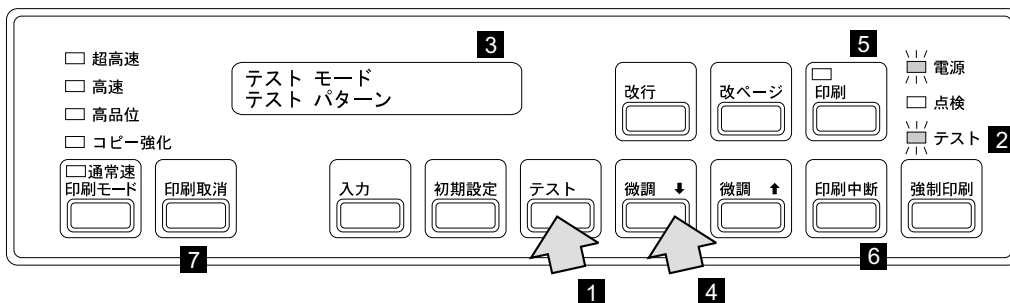 3
5
超高速
高速
高品位
コピー強化
テスト モード
テスト パターン
改行
改ページ
印刷
電源
点検
テスト
2
通常速
印刷モード
印刷取消
入力
初期設定
テスト
微調 ⬇
微調 ⬆
印刷中断
強制印刷
7
1
4
6